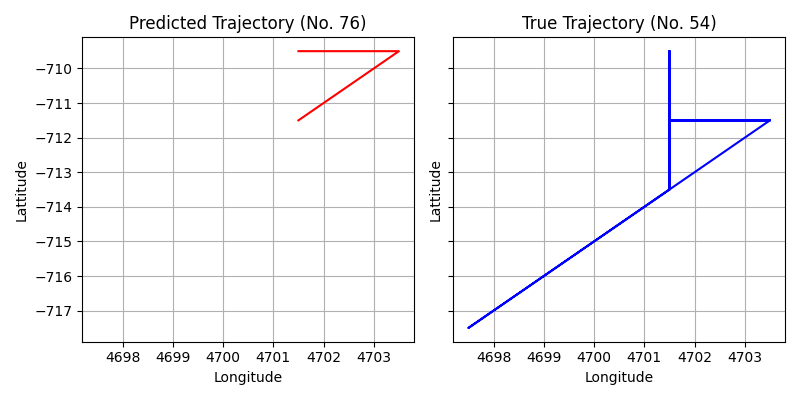 Predicted Trajectory (No. 76)
True Trajectory (No. 54)
−710
−711
−712
−713
−714
−715
−716
−717
Lattitude
Lattitude
4698 4699 4700 4701 4702 4703
4698 4699 4700 4701 4702 4703
Longitude
Longitude